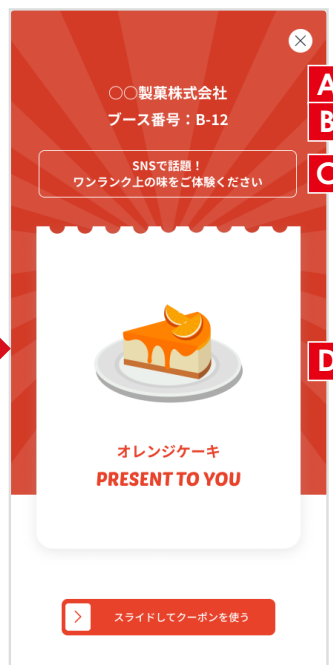 ○○製菓株式会社
A
ブース番号：B-12
B
SNSで話題！
ワンランク上の味をご体験ください
C
D
オレンジケーキ
PRESENT TO YOU
スライドしてクーポンを使う